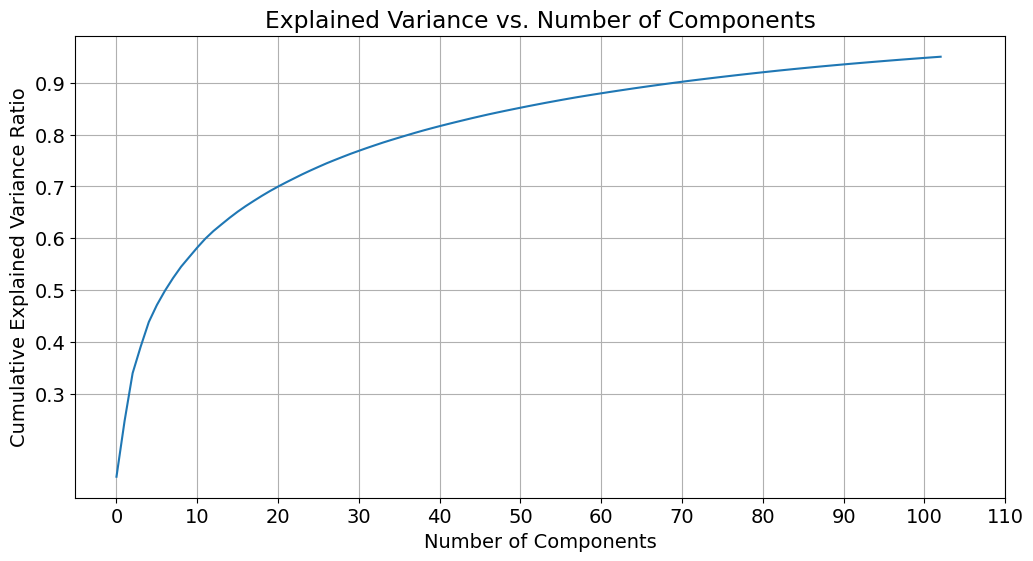 Explained Variance vs. Number of Components
Cumulative Explained Variance Ratio
0.9
0.8
0.7
0.6
0.5
0.4
0.3
0 10 20 30 40 50 60 70 80 90 100 110
Number of Components